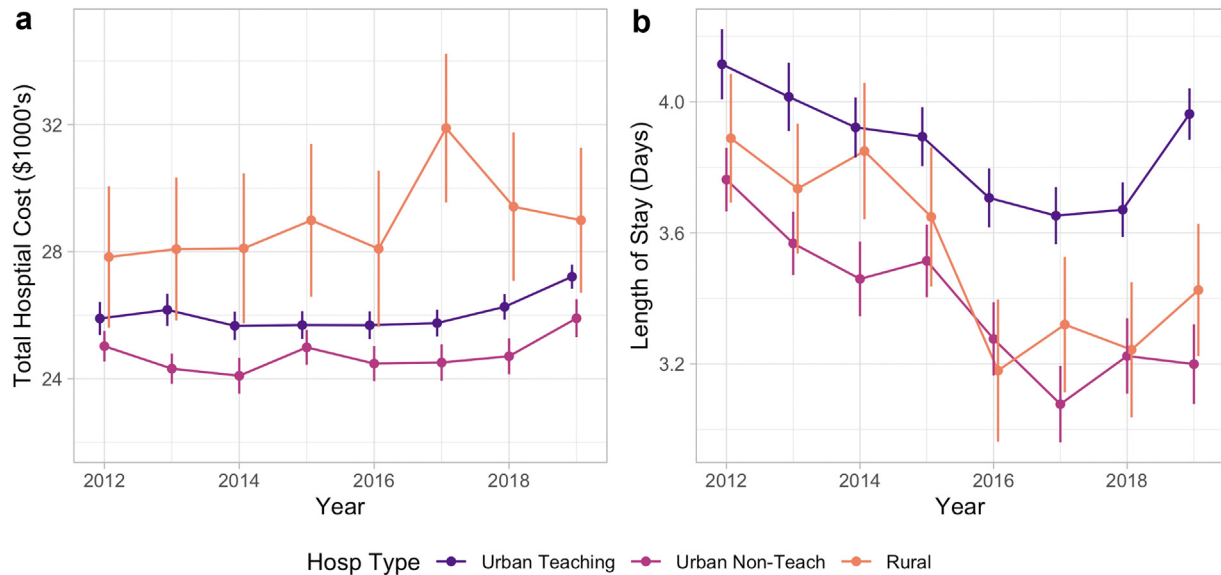 a
Total Hosptial Cost ($1000's)
32
28
24
2012 2014 2016 2018
Year
b
Length of Stay (Days)
4.0
3.6
3.2
2012 2014 2016 2018
Year
Hosp Type Urban Teaching Urban Non-Teach Rural